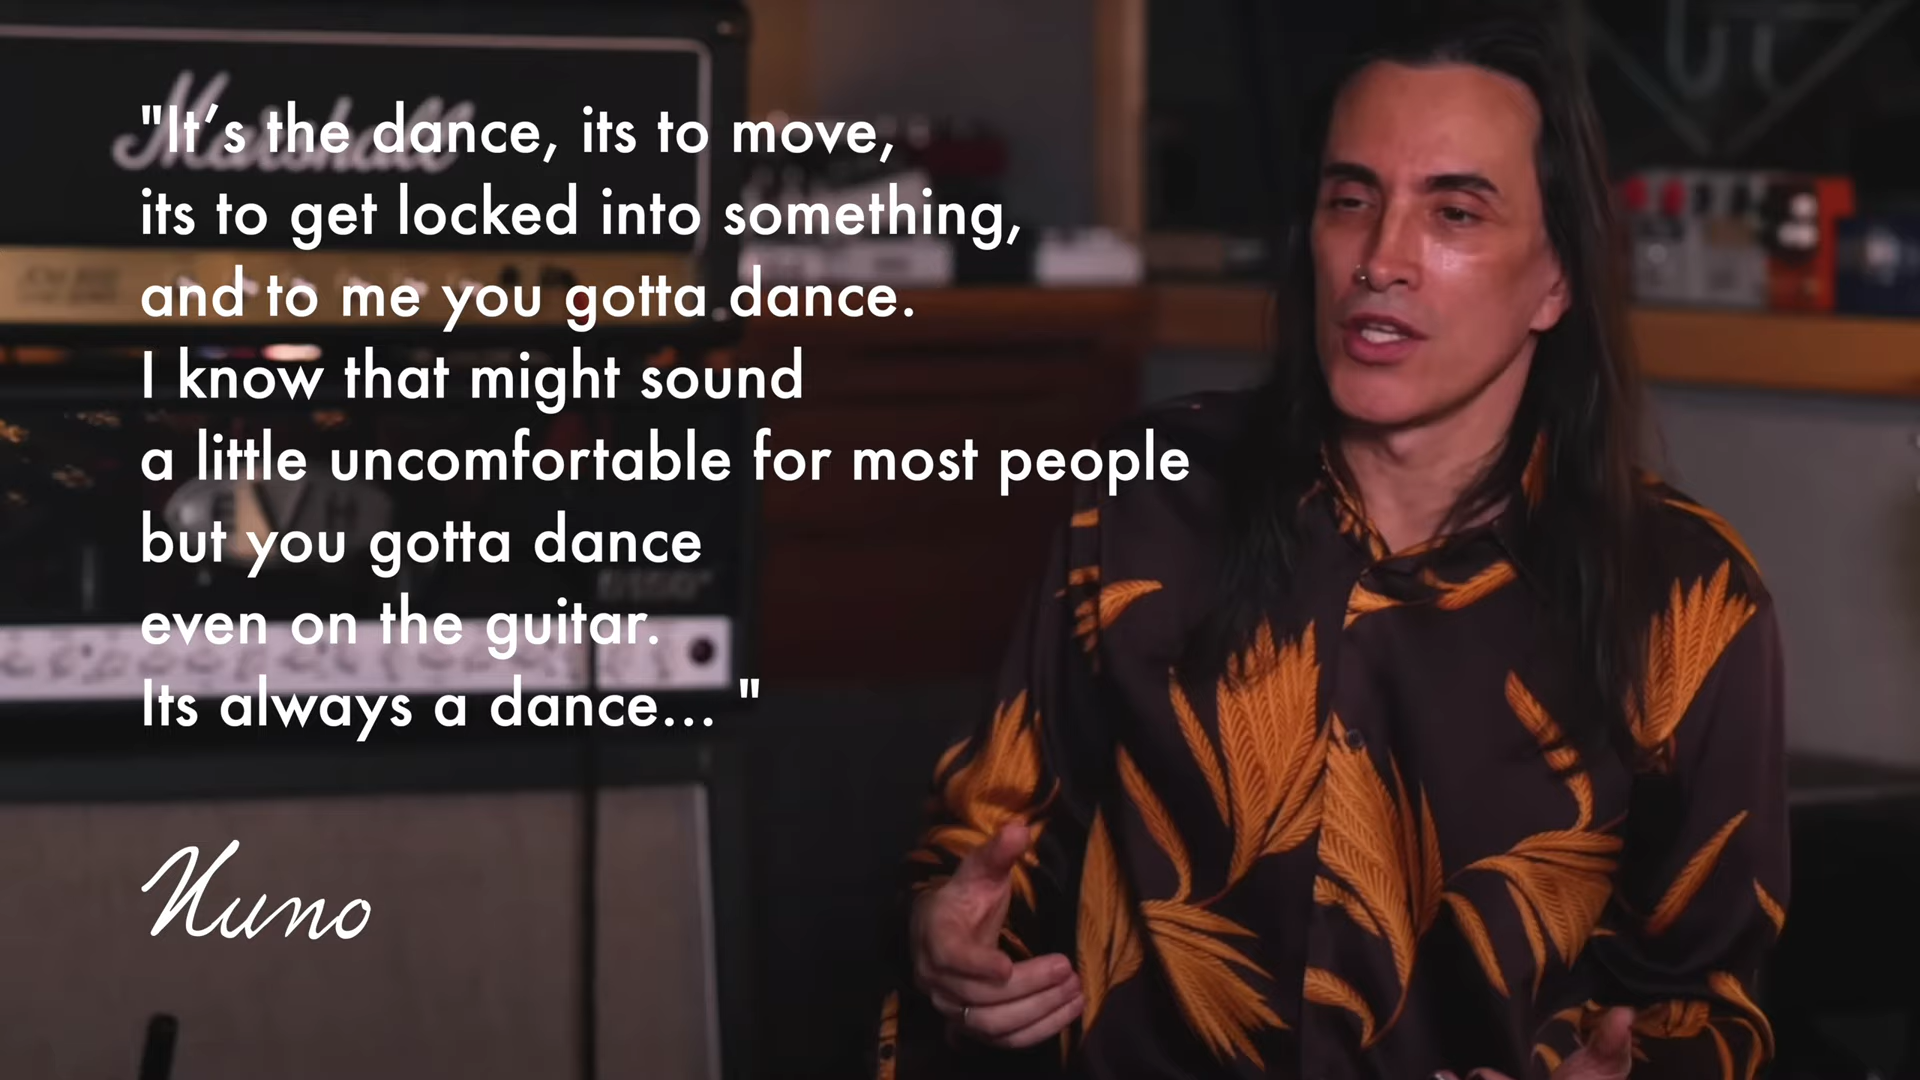 Marshall
"It's the dance, its to move,
its to get locked into something,
and to me you gotta dance.
I know that might sound
a little uncomfortable for most people
but you gotta dance
even on the guitar.
Its always a dance... "
EVH
Nuno